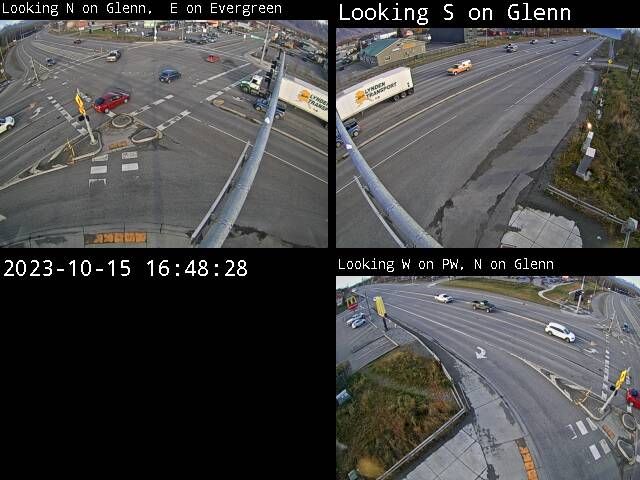 Looking N on Glenn,  E on Evergreen
Looking S on Glenn
LYNDEN
TRANSPORT
LYNDEN
TRANSPORT
2023-10-15 16:48:28
Looking W on PW, N on Glenn